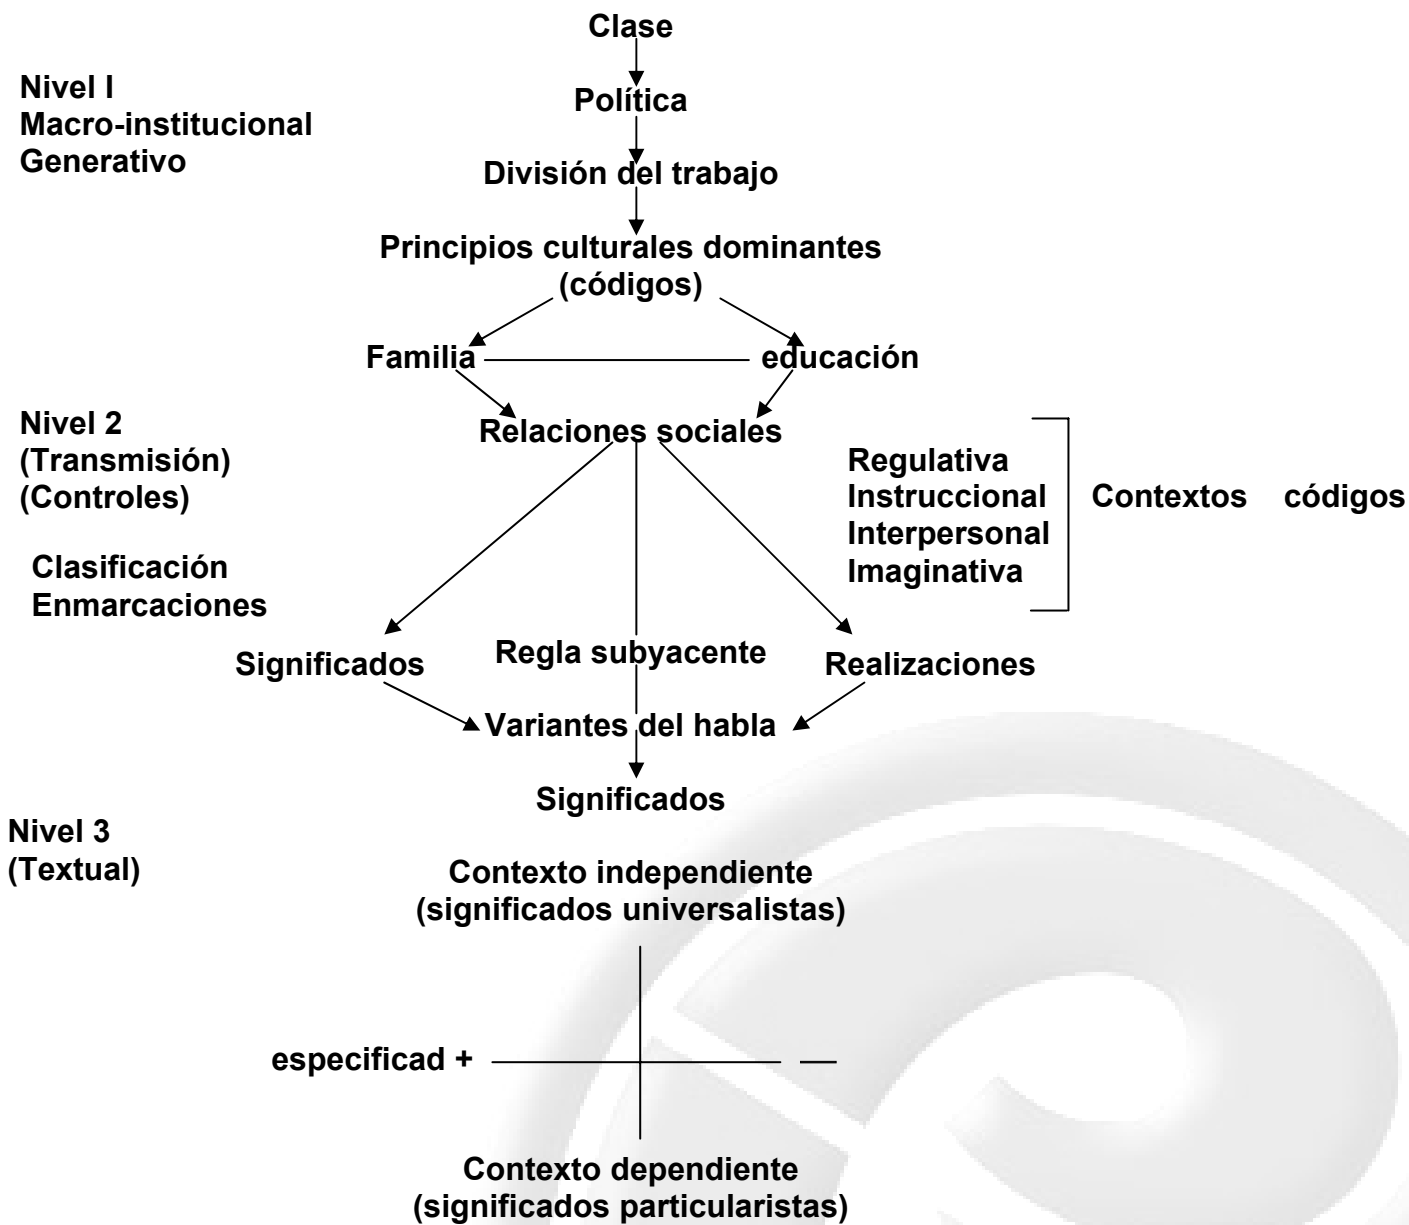 Clase
Nivel I
Macro-institucional
Generativo
Política
División del trabajo
Principios culturales dominantes
(códigos)
Familia
educación
Nivel 2
(Transmisión)
(Controles)
Relaciones sociales
Regulativa
Instruccional
Interpersonal
Imaginativa
Contextos códigos
Clasificación
Enmarcaciones
Significados
Regla subyacente
Realizaciones
Variantes del habla
Significados
Nivel 3
(Textual)
Contexto independiente
(significados universalistas)
especificad + —
Contexto dependiente
(significados particularistas)